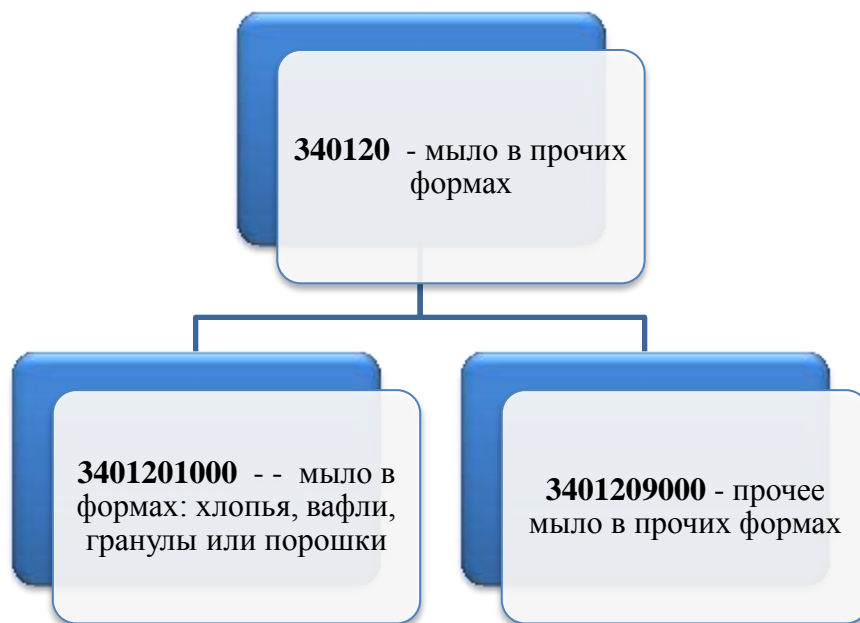 340120 - мыло в прочих
формах
3401201000 - - мыло в
формах: хлопья, вафли,
гранулы или порошки
3401209000 - прочее
мыло в прочих формах